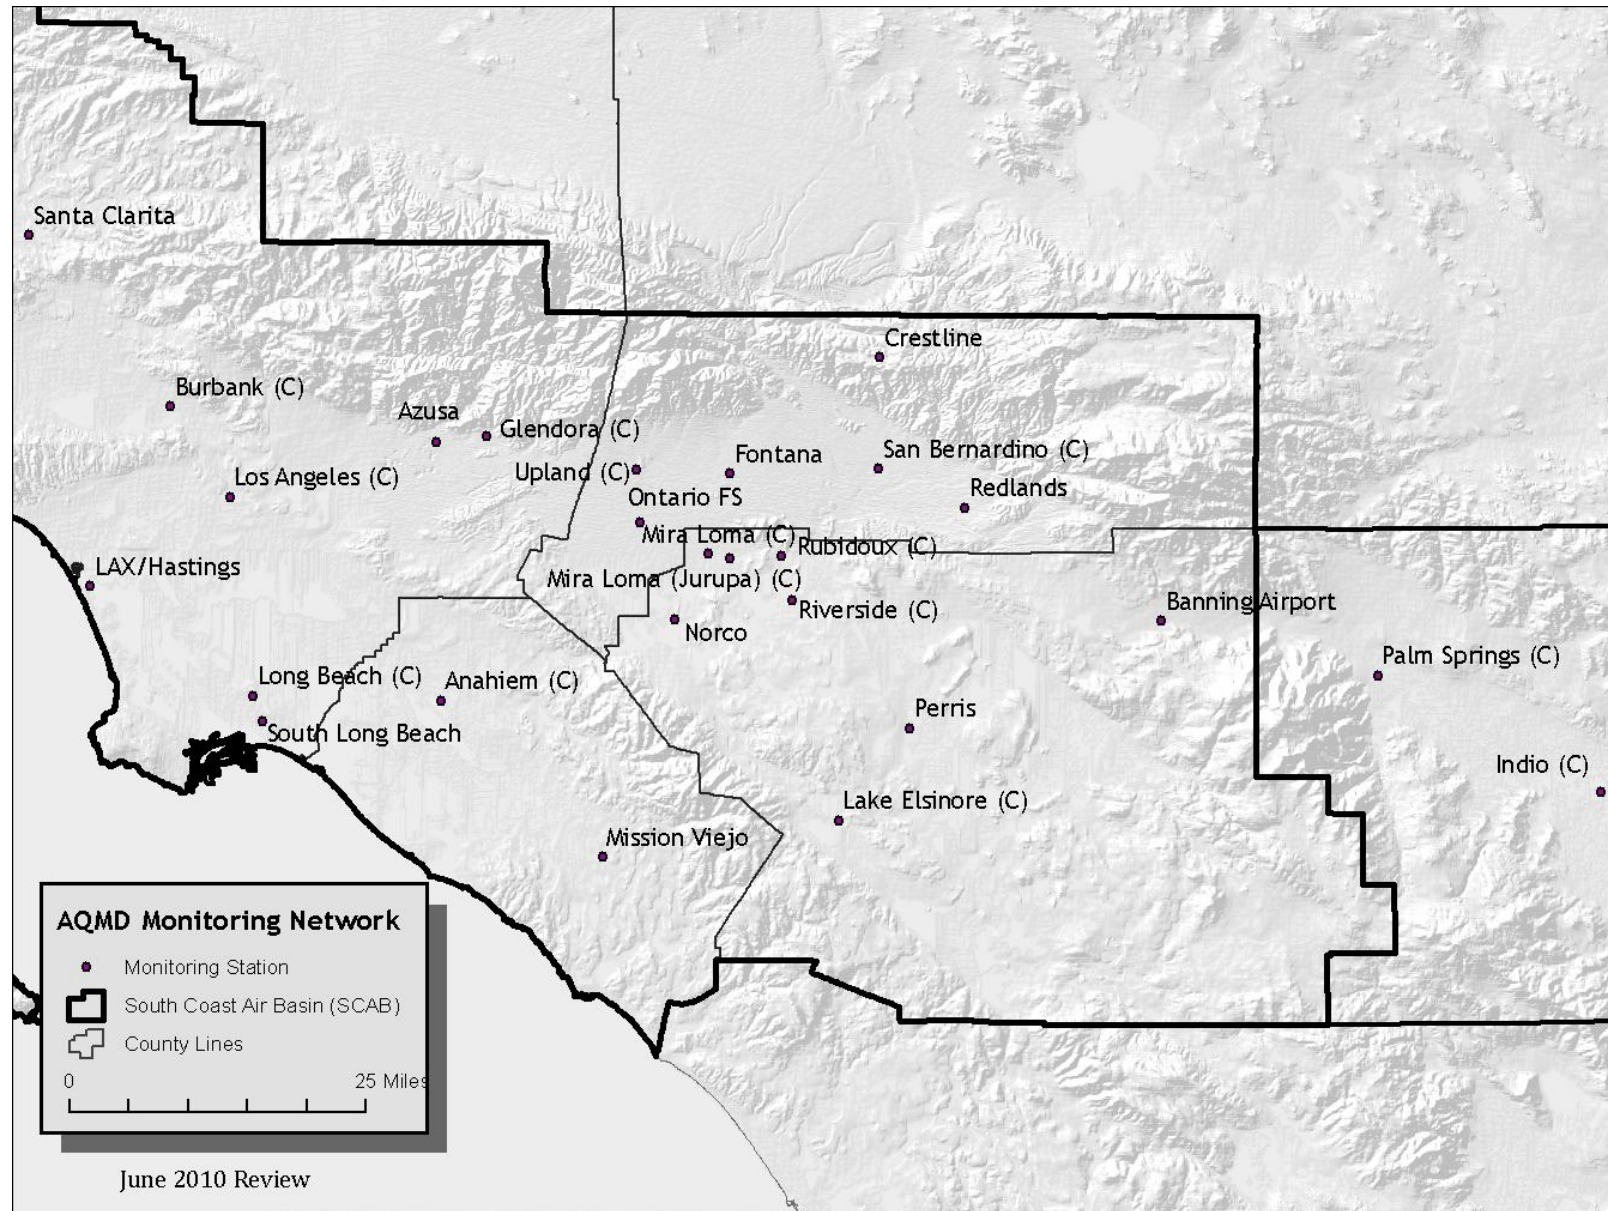 Santa Clarita
Crestline
Burbank (C)
Azusa
Glendora (C)
Los Angeles (C)
Upland (C)
Fontana
San Bernardino (C)
Redlands
Ontario FS
Mira Loma (C)
Rubidoux (C)
LAX/Hastings
Mira Loma (Jurupa) (C)
Riverside (C)
Banning Airport
Norco
Palm Springs (C)
Long Beach (C)
Anahiem (C)
South Long Beach
Perris
Indio (C)
Lake Elsinore (C)
Mission Viejo
AQMD Monitoring Network
Monitoring Station
South Coast Air Basin (SCAB)
County Lines
0 25 Miles
June 2010 Review